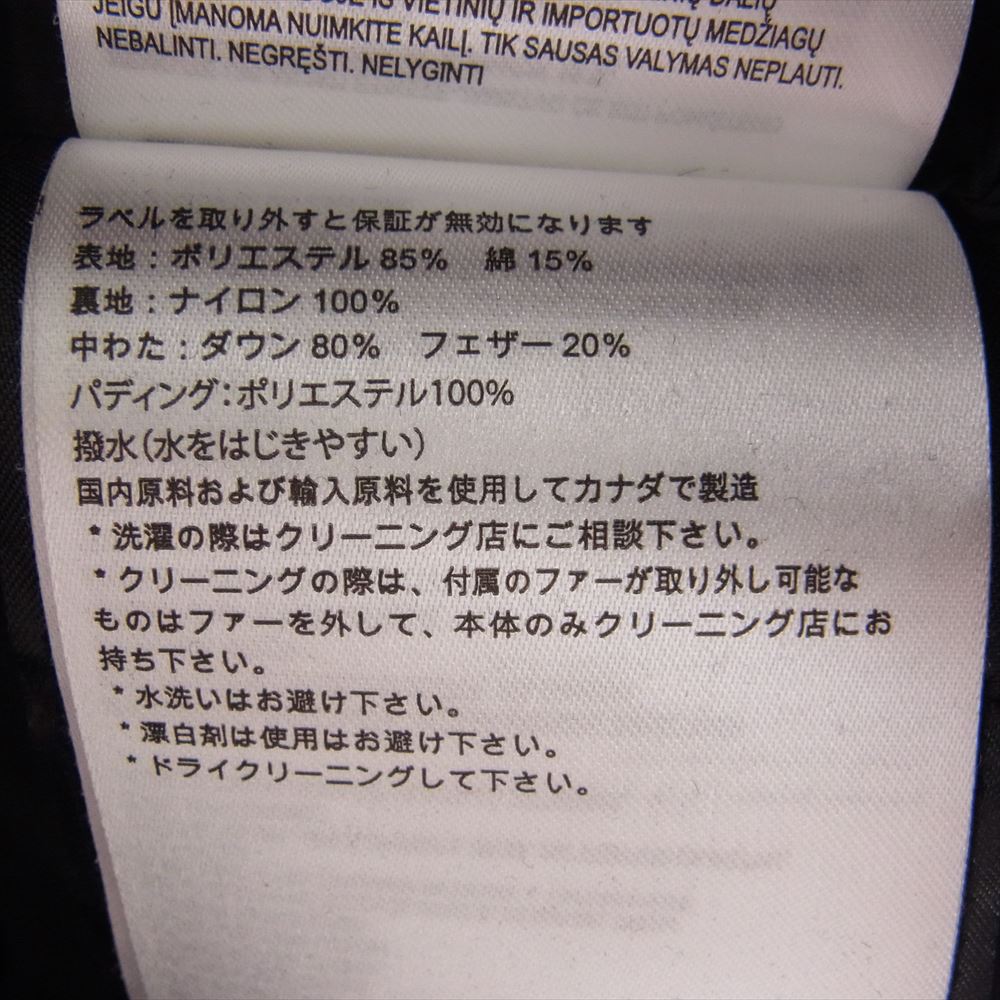 IŠ VIETINIŲ IR IMPORTUOTŲ MEDŽIAGŲ
JEIGU ĮMANOMA NUIMKITE KAILĮ. TIK SAUSAS VALYMAS NEPLAUTI.
NEBALINTI. NEGRĘŠTI. NELYGINTI
ラベルを取り外すと保証が無効になります
表地：ポリエステル 85% 綿 15%
裏地：ナイロン 100%
中わた：ダウン 80% フェザー 20%
パディング：ポリエステル100%
撥水（水をはじきやすい）
国内原料および輸入原料を使用してカナダで製造
* 洗濯の際はクリーニング店にご相談下さい。
* クリーニングの際は、付属のファーが取り外し可能な
ものはファーを外して、本体のみクリーニング店にお
持ち下さい。
* 水洗いはお避け下さい。
* 漂白剤は使用はお避け下さい。
* ドライクリーニングして下さい。